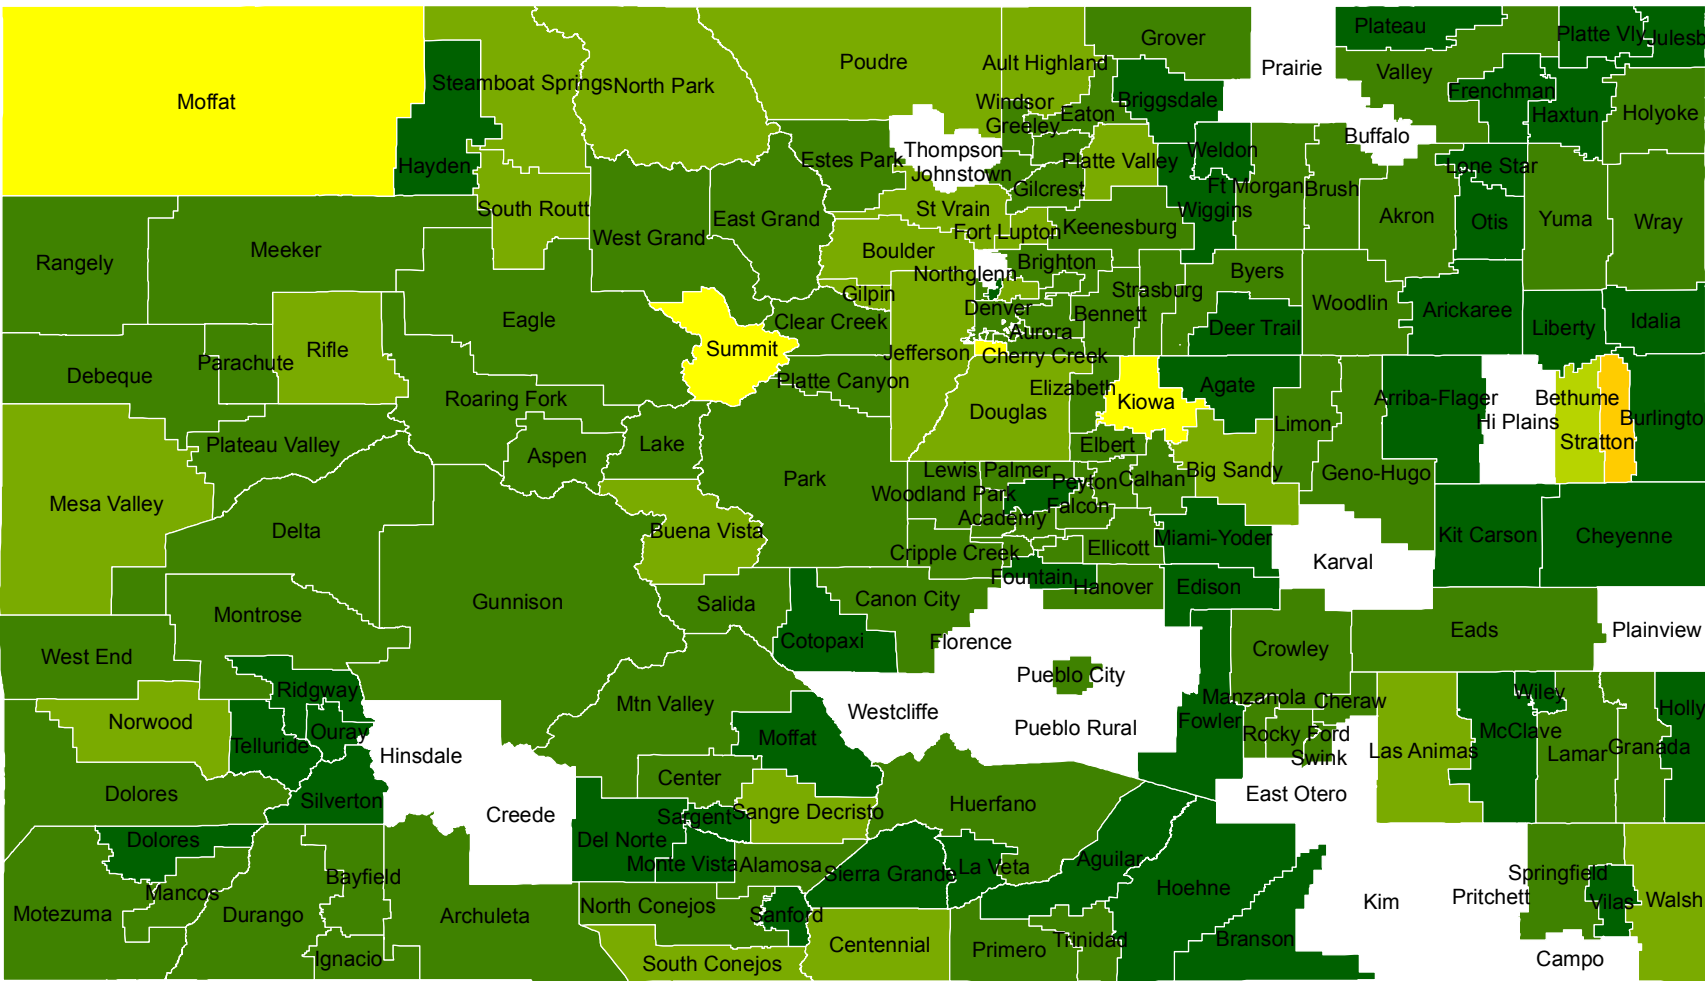 Moffat
Hayden
Steamboat Springs
North Park
Poudre
Ault Highland
Grover
Prairie
Plateau
Platte Vly
Julesb
Valley
Frenchman
Haxtun
Holyoke
Windsor
Greeley
Eaton
Briggsdale
Buffalo
Estes Park
Thompson
Johnstown
Platte Valley
Weldon
Lone Star
Gilcrest
Ft Morgan
Brush
Akron
Otis
Yuma
Wray
South Routt
West Grand
East Grand
St Vrain
Fort Lupton
Keenesburg
Wiggins
Rangely
Meeker
Boulder
Northglenn
Brighton
Byers
Strasburg
Woodlin
Arickaree
Liberty
Idalia
Gilpin
Eagle
Clear Creek
Denver
Aurora
Bennett
Deer Trail
Debeque
Parachute
Rifle
Summit
Jefferson
Cherry Creek
Platte Canyon
Roaring Fork
Elizabeth
Kiowa
Agate
Douglas
Elbert
Limon
Arriba-Flager
Hi Plains
Bethume
Stratton
Burlingto
Plateau Valley
Aspen
Lake
Park
Lewis Palmer
Woodland Park
Peyton
Calhan
Big Sandy
Geno-Hugo
Mesa Valley
Delta
Buena Vista
Academy
Falcon
Cripple Creek
Ellicott
Miami-Yoder
Karval
Kit Carson
Cheyenne
Montrose
Gunnison
Salida
Canon City
Fountain
Hanover
Edison
West End
Cotopaxi
Florence
Pueblo City
Crowley
Eads
Plainview
Ridgway
Norwood
Telluride
Ouray
Mtn Valley
Westcliffe
Pueblo Rural
Manzanola
Cheraw
Fowler
Rocky Ford
Swink
Las Animas
McClave
Wiley
Lamar
Granada
Holly
Hinsdale
Moffat
Dolores
Silverton
Center
Creede
Sargent
Sangre Decristo
Huerfano
East Otero
Dolores
Del Norte
Monte Vista
Alamosa
Sierra Grande
La Veta
Aguilar
Hoehne
Kim
Pritchett
Springfield
Vilas
Walsh
Motezuma
Mancos
Bayfield
Durango
Archuleta
North Conejos
Sanford
Ignacio
South Conejos
Centennial
Primero
Trinidad
Branson
Campo